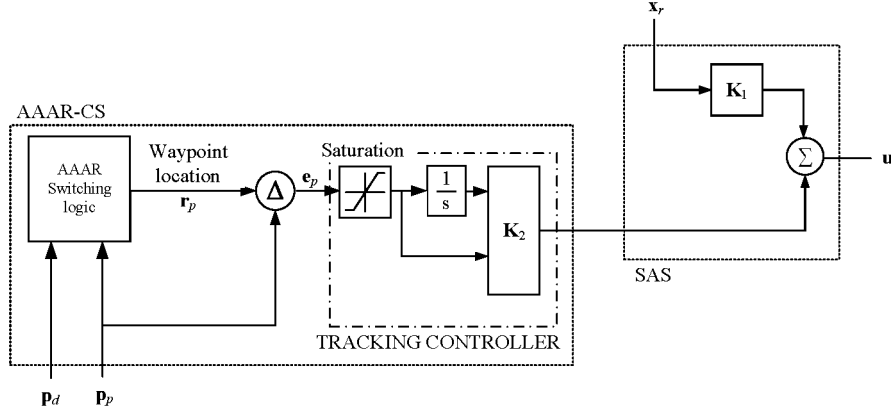 x_r
K_1
Σ
u
SAS
AAAR-CS
AAAR
Switching
logic
Waypoint
location
r_p
Δ
e_p
Saturation
1
s
K_2
TRACKING CONTROLLER
p_d
p_p